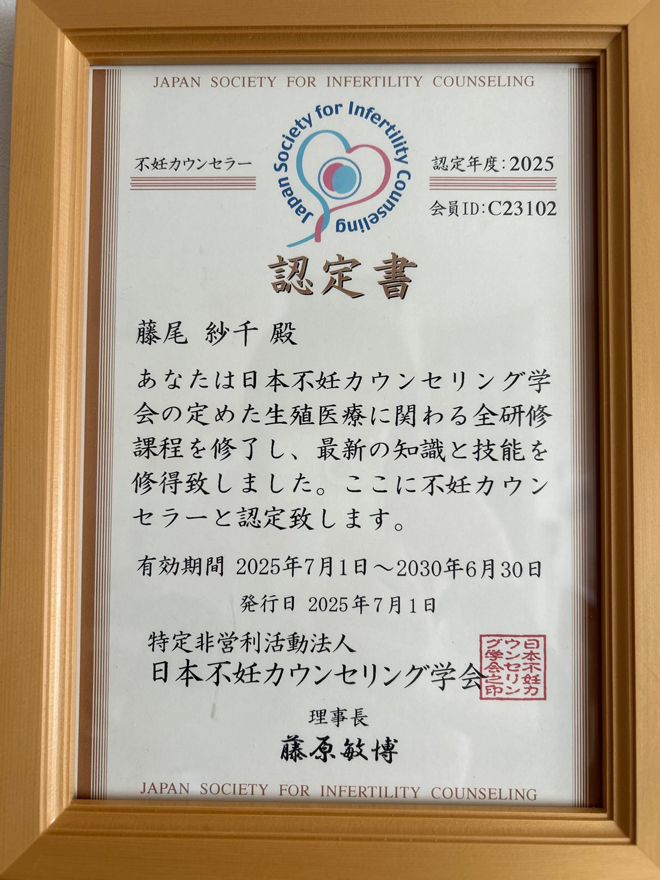 JAPAN SOCIETY FOR INFERTILITY COUNSELING
Japan Society for Infertility Counseling
不妊カウンセラー
認定年度:2025
会員ID:C23102
認定書
藤尾 紗千 殿
あなたは日本不妊カウンセリング学
会の定めた生殖医療に関わる全研修
課程を修了し、最新の知識と技能を
修得致しました。ここに不妊カウン
セラーと認定致します。
有効期間 2025年7月1日〜2030年6月30日
発行日 2025年7月1日
特定非営利活動法人
日本不妊カウンセリング学会
日本不妊カ
ウンセリン
グ学会之印
理事長
藤原敏博
JAPAN SOCIETY FOR INFERTILITY COUNSELING